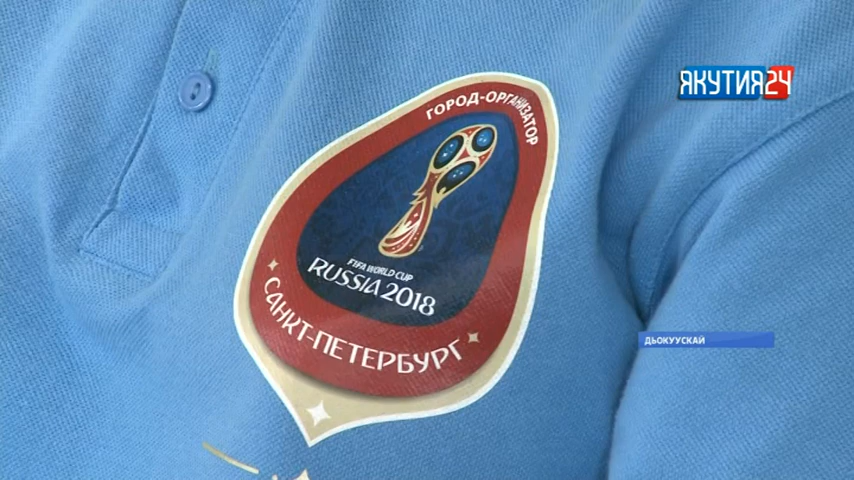 ЯКУТИЯ24
ГОРОД-ОРГАНИЗАТОР
FIFA WORLD CUP
RUSSIA 2018
САНКТ-ПЕТЕРБУРГ
ДЬОКУУСКАЙ